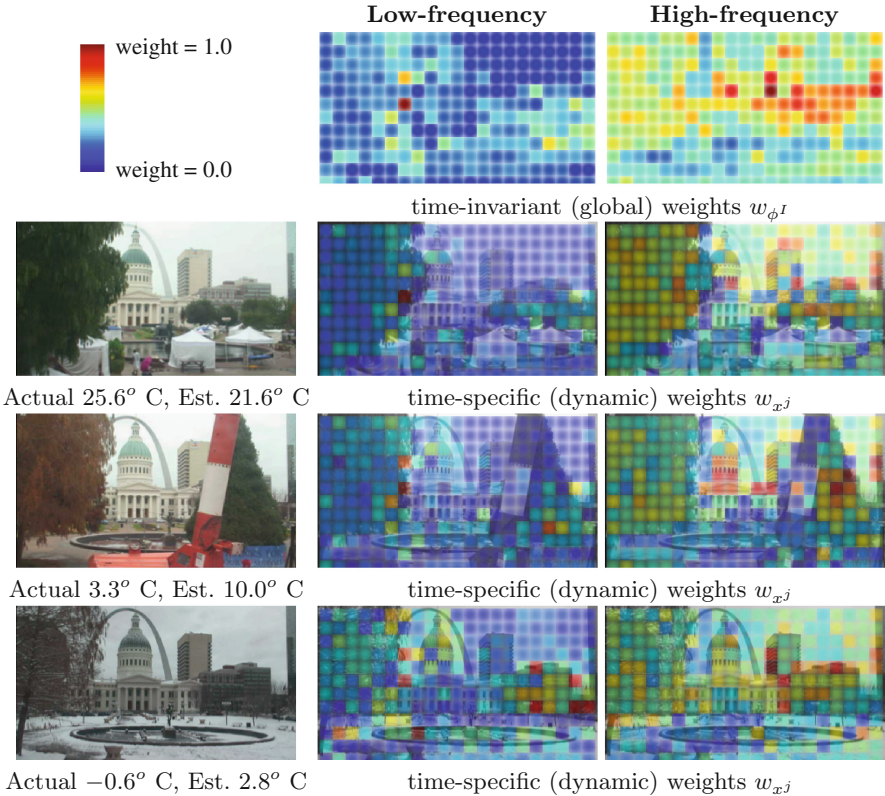 Low-frequency High-frequency
weight = 1.0
weight = 0.0
time-invariant (global) weights w_{ϕ^I}
Actual 25.6° C, Est. 21.6° C time-specific (dynamic) weights w_{x^j}
Actual 3.3° C, Est. 10.0° C time-specific (dynamic) weights w_{x^j}
Actual −0.6° C, Est. 2.8° C time-specific (dynamic) weights w_{x^j}